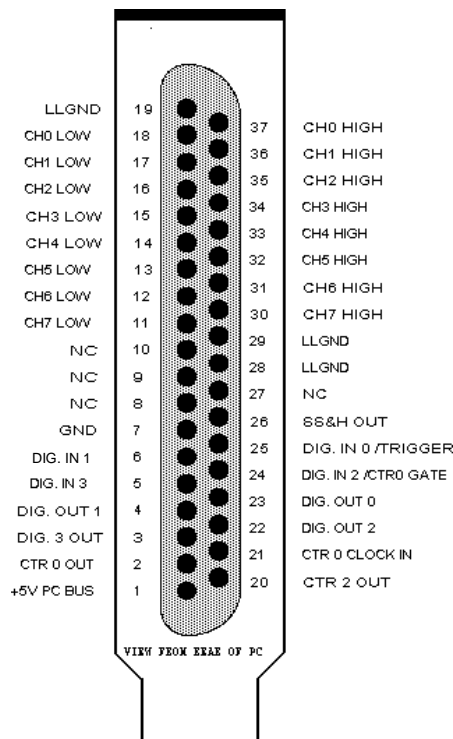 LLGND 19
37 CH0 HIGH
CH0 LOW 18
36 CH1 HIGH
CH1 LOW 17
35 CH2 HIGH
CH2 LOW 16
34 CH3 HIGH
CH3 LOW 15
33 CH4 HIGH
CH4 LOW 14
32 CH5 HIGH
CH5 LOW 13
31 CH6 HIGH
CH6 LOW 12
30 CH7 HIGH
CH7 LOW 11
29 LLGND
NC 10
28 LLGND
NC 9
27 NC
NC 8
26 SS&H OUT
GND 7
25 DIG. IN 0 /TRIGGER
DIG. IN 1 6
24 DIG. IN 2 /CTR0 GATE
DIG. IN 3 5
23 DIG. OUT 0
DIG. OUT 1 4
22 DIG. OUT 2
DIG. 3 OUT 3
21 CTR 0 CLOCK IN
CTR 0 OUT 2
20 CTR 2 OUT
+5V PC BUS 1
VIEW FROM REAR OF PC